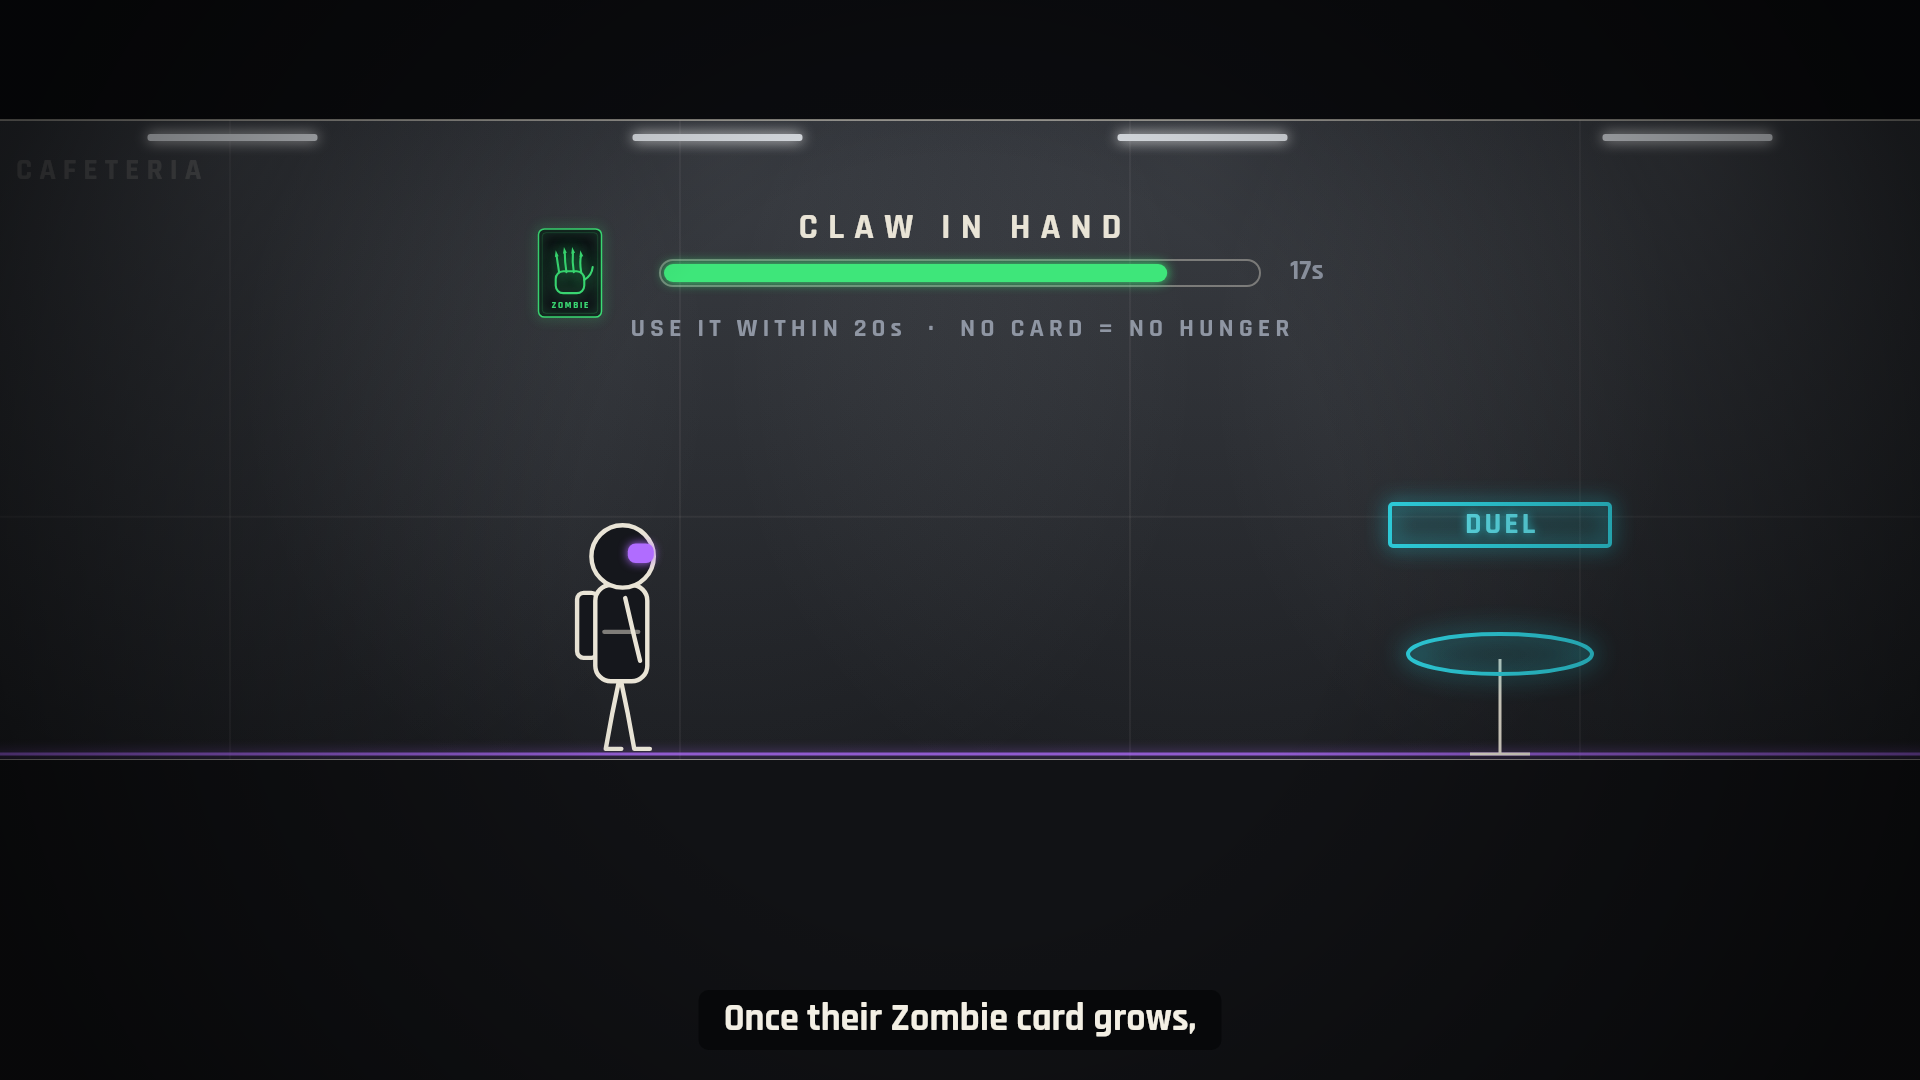 CAFETERIA
CLAW IN HAND
17s
ZOMBIE
USE IT WITHIN 20s · NO CARD = NO HUNGER
DUEL
Once their Zombie card grows,